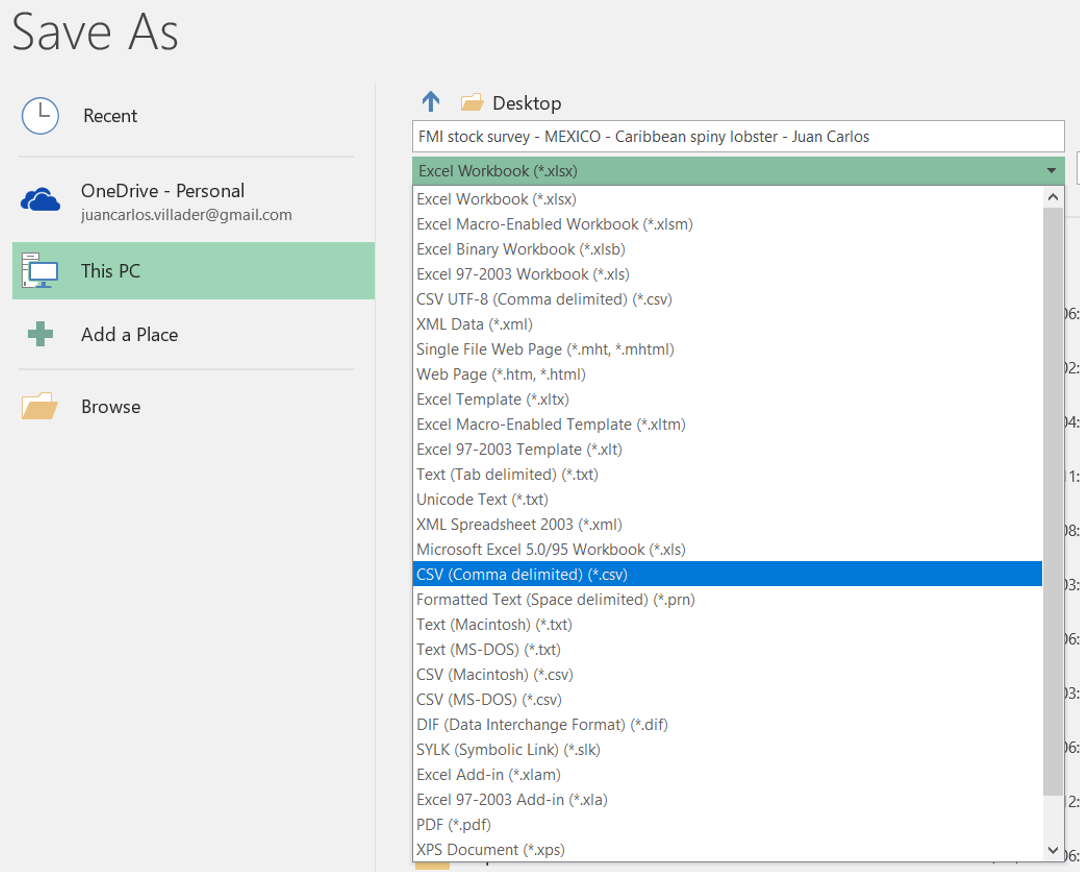 Save As
Recent
OneDrive - Personal
juancarlos.villader@gmail.com
This PC
Add a Place
Browse
Desktop
FMI stock survey - MEXICO - Caribbean spiny lobster - Juan Carlos
Excel Workbook (*.xlsx)
Excel Workbook (*.xlsx)
Excel Macro-Enabled Workbook (*.xlsm)
Excel Binary Workbook (*.xlsb)
Excel 97-2003 Workbook (*.xls)
CSV UTF-8 (Comma delimited) (*.csv)
XML Data (*.xml)
Single File Web Page (*.mht, *.mhtml)
Web Page (*.htm, *.html)
Excel Template (*.xltx)
Excel Macro-Enabled Template (*.xltm)
Excel 97-2003 Template (*.xlt)
Text (Tab delimited) (*.txt)
Unicode Text (*.txt)
XML Spreadsheet 2003 (*.xml)
Microsoft Excel 5.0/95 Workbook (*.xls)
CSV (Comma delimited) (*.csv)
Formatted Text (Space delimited) (*.prn)
Text (Macintosh) (*.txt)
Text (MS-DOS) (*.txt)
CSV (Macintosh) (*.csv)
CSV (MS-DOS) (*.csv)
DIF (Data Interchange Format) (*.dif)
SYLK (Symbolic Link) (*.slk)
Excel Add-in (*.xlam)
Excel 97-2003 Add-in (*.xla)
PDF (*.pdf)
XPS Document (*.xps)